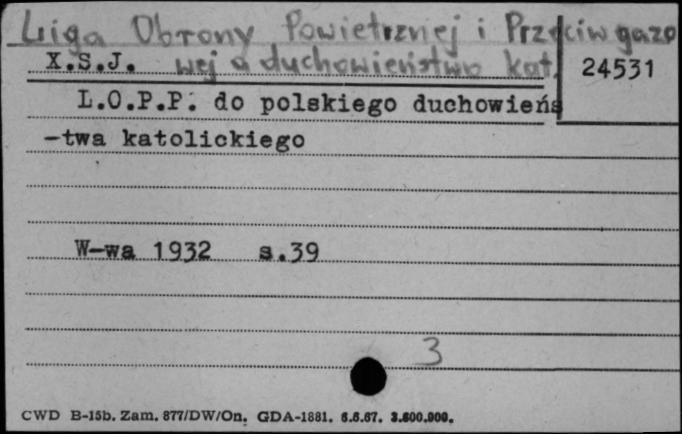 Liga Obrony Powietrznej i Przeciwgazo
X.S.J. wej a duchowieństwo kat. 24531
L.O.P.P. do polskiego duchowieńs
-twa katolickiego
W-wa 1932 s.39
3
CWD B-15b. Zam. 877/DW/On. GDA-1881. 6.6.67. 3.600.000.